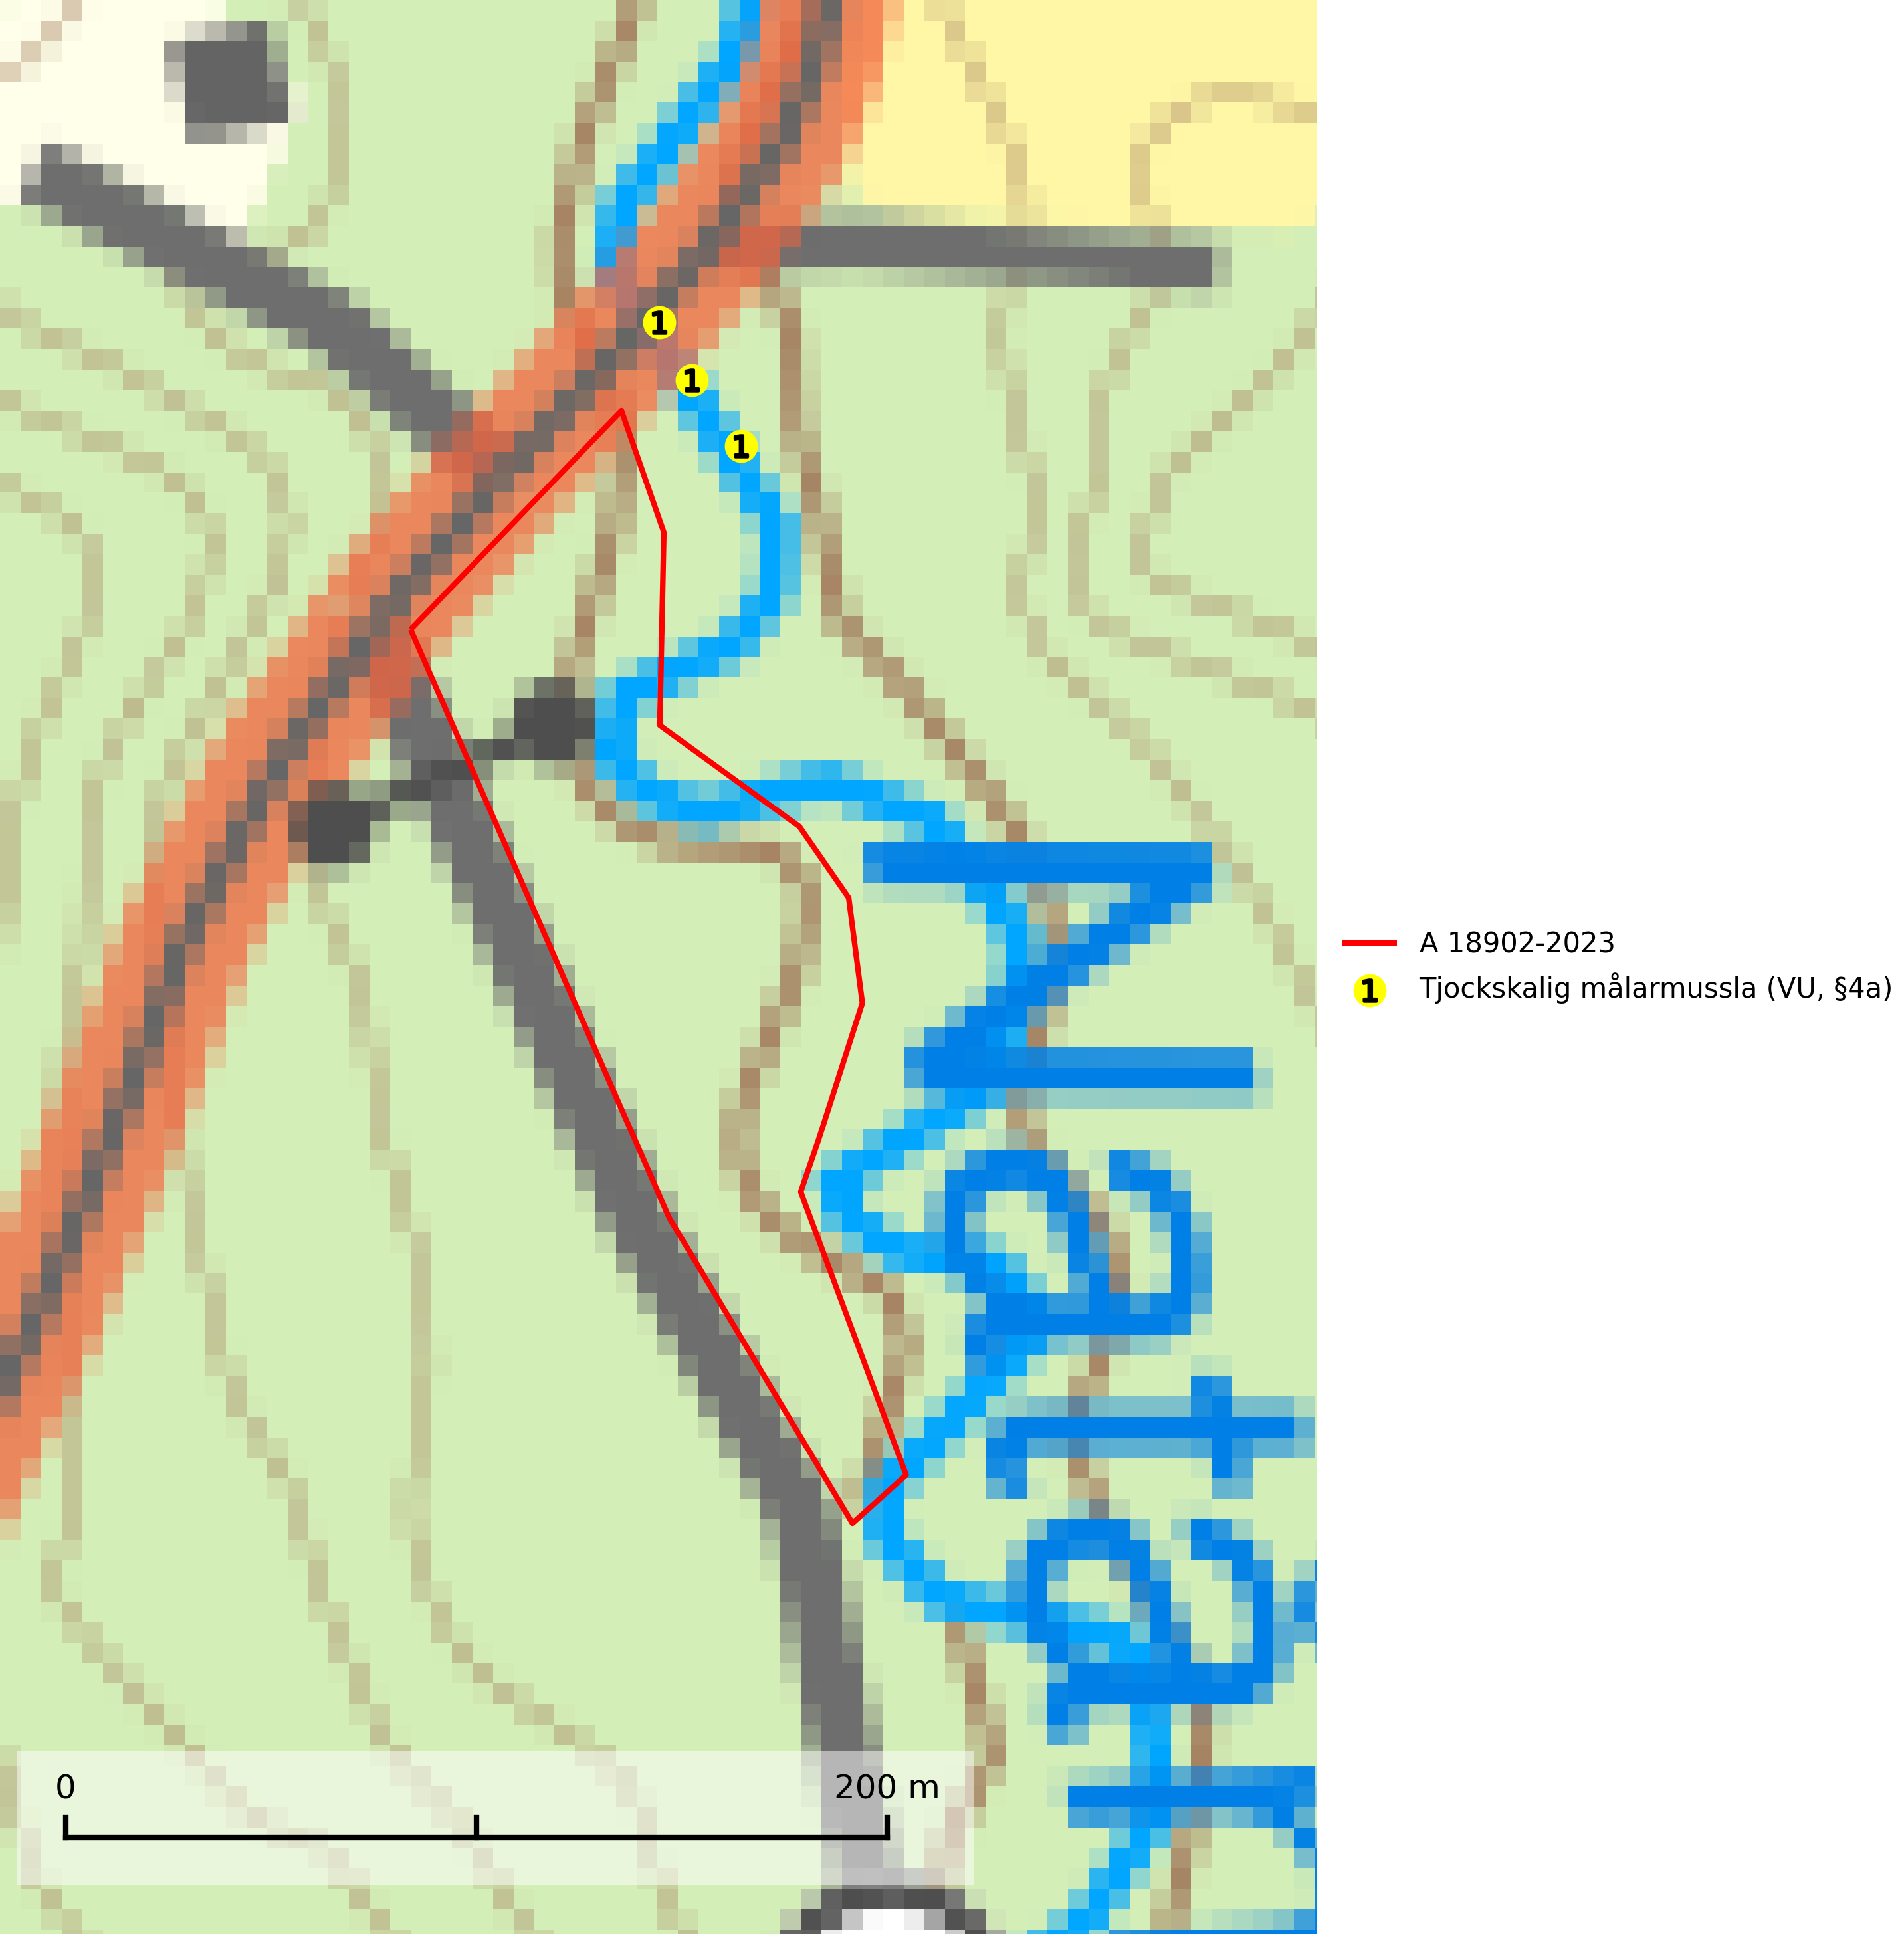 1
1
1
A 18902-2023
1 Tjockskalig målarmussla (VU, §4a)
0 200 m